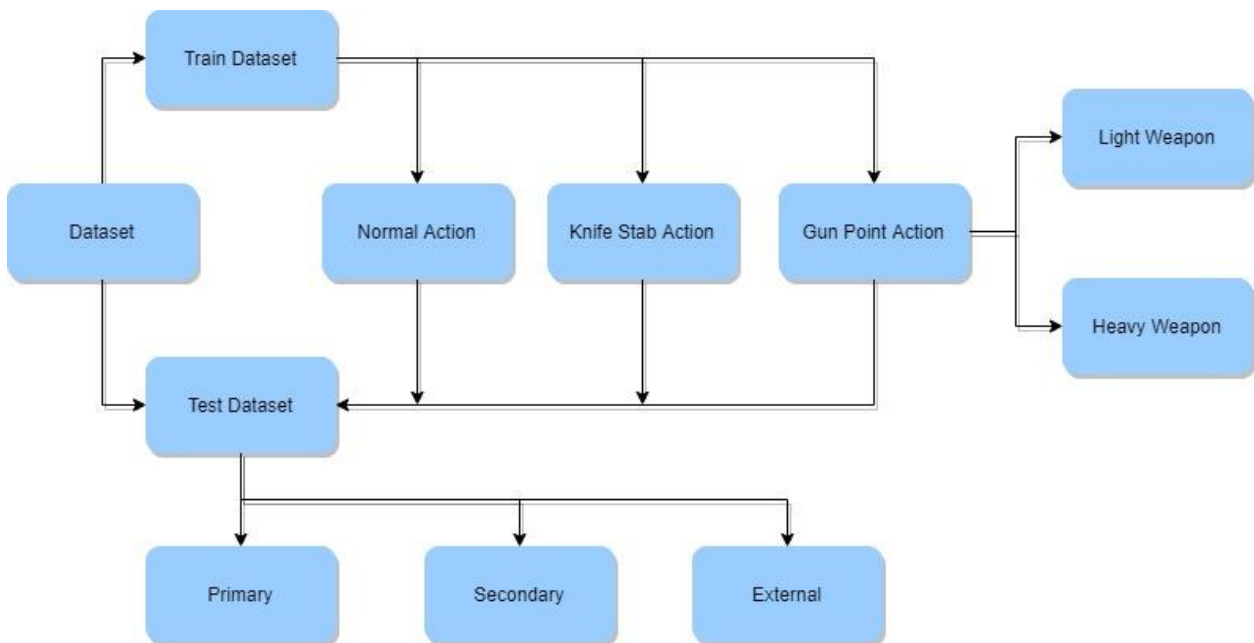 Train Dataset
Light Weapon
Dataset
Normal Action
Knife Stab Action
Gun Point Action
Heavy Weapon
Test Dataset
Primary
Secondary
External